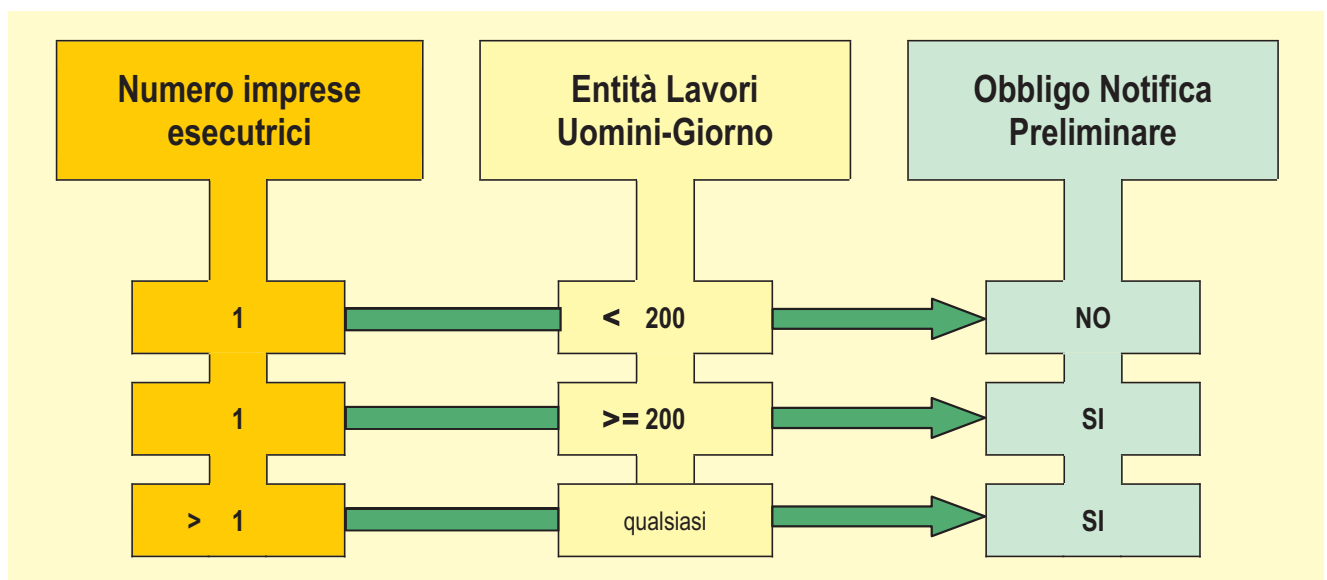 Numero imprese
esecutrici
Entità Lavori
Uomini-Giorno
Obbligo Notifica
Preliminare
1
< 200
NO
1
>= 200
SI
> 1
qualsiasi
SI